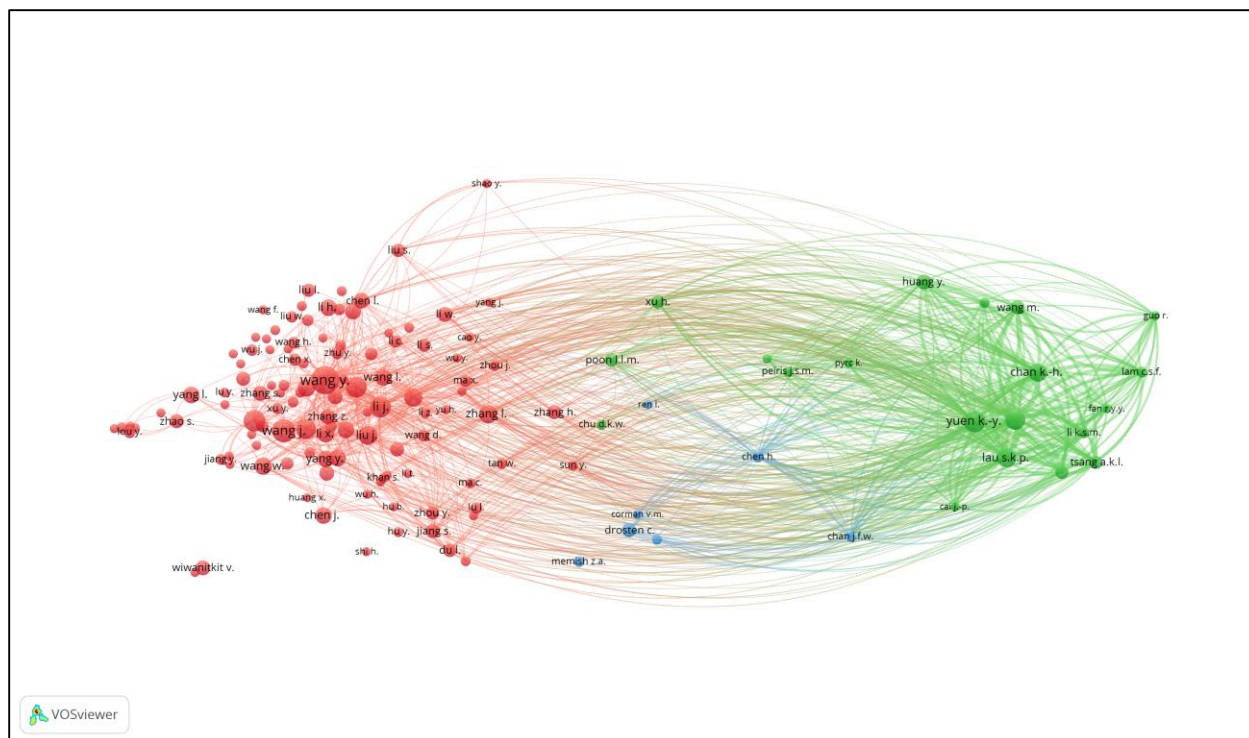 shao y.
liu s.
huang y.
liu l.
chen l.
xu h.
yang j.
wang f.
li h.
liu w.
li w.
wang m.
guo r.
cao y.
wang h.
li c.
li s.
wu j.
zhu y.
wu y.
chen x.
zhou j.
poon l.l.m.
pyrc k.
peiris j.s.m.
chan k.-h.
lam c.s.f.
wang y.
wang l.
ma x.
yang l.
lu y.
zhang s.
ran l.
xu y.
li j.
li z.
yu h.
zhang l.
zhang h.
fan r.y.y.
zhao s.
zhang z.
chu d.k.w.
yuen k.-y.
lou y.
wang j.
li x.
liu j.
wang d.
li k.s.m.
jiang y.
wang w.
yang y.
tan w.
sun y.
chen h.
lau s.k.p.
tsang a.k.l.
khan s.
li t.
ma c.
huang x.
wu h.
hu b.
lu l.
cai j.-p.
chen j.
zhou y.
corman v.m.
hu y.
jiang s.
drosten c.
chan j.f.w.
shi h.
du l.
memish z.a.
wiwanitkit v.
VOSviewer